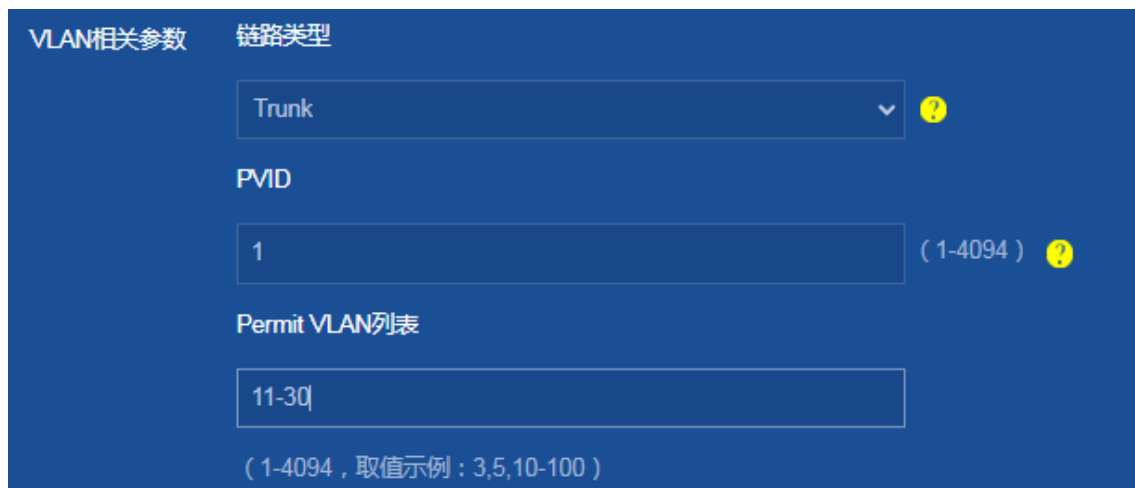 VLAN相关参数 链路类型
Trunk ?
PVID
1 (1-4094) ?
Permit VLAN列表
11-30
(1-4094，取值示例：3,5,10-100)